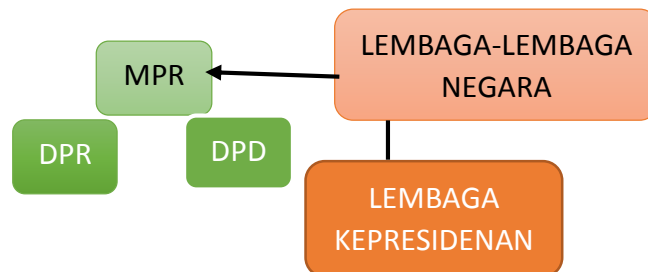 LEMBAGA-LEMBAGA
NEGARA
MPR
DPR
DPD
LEMBAGA
KEPRESIDENAN